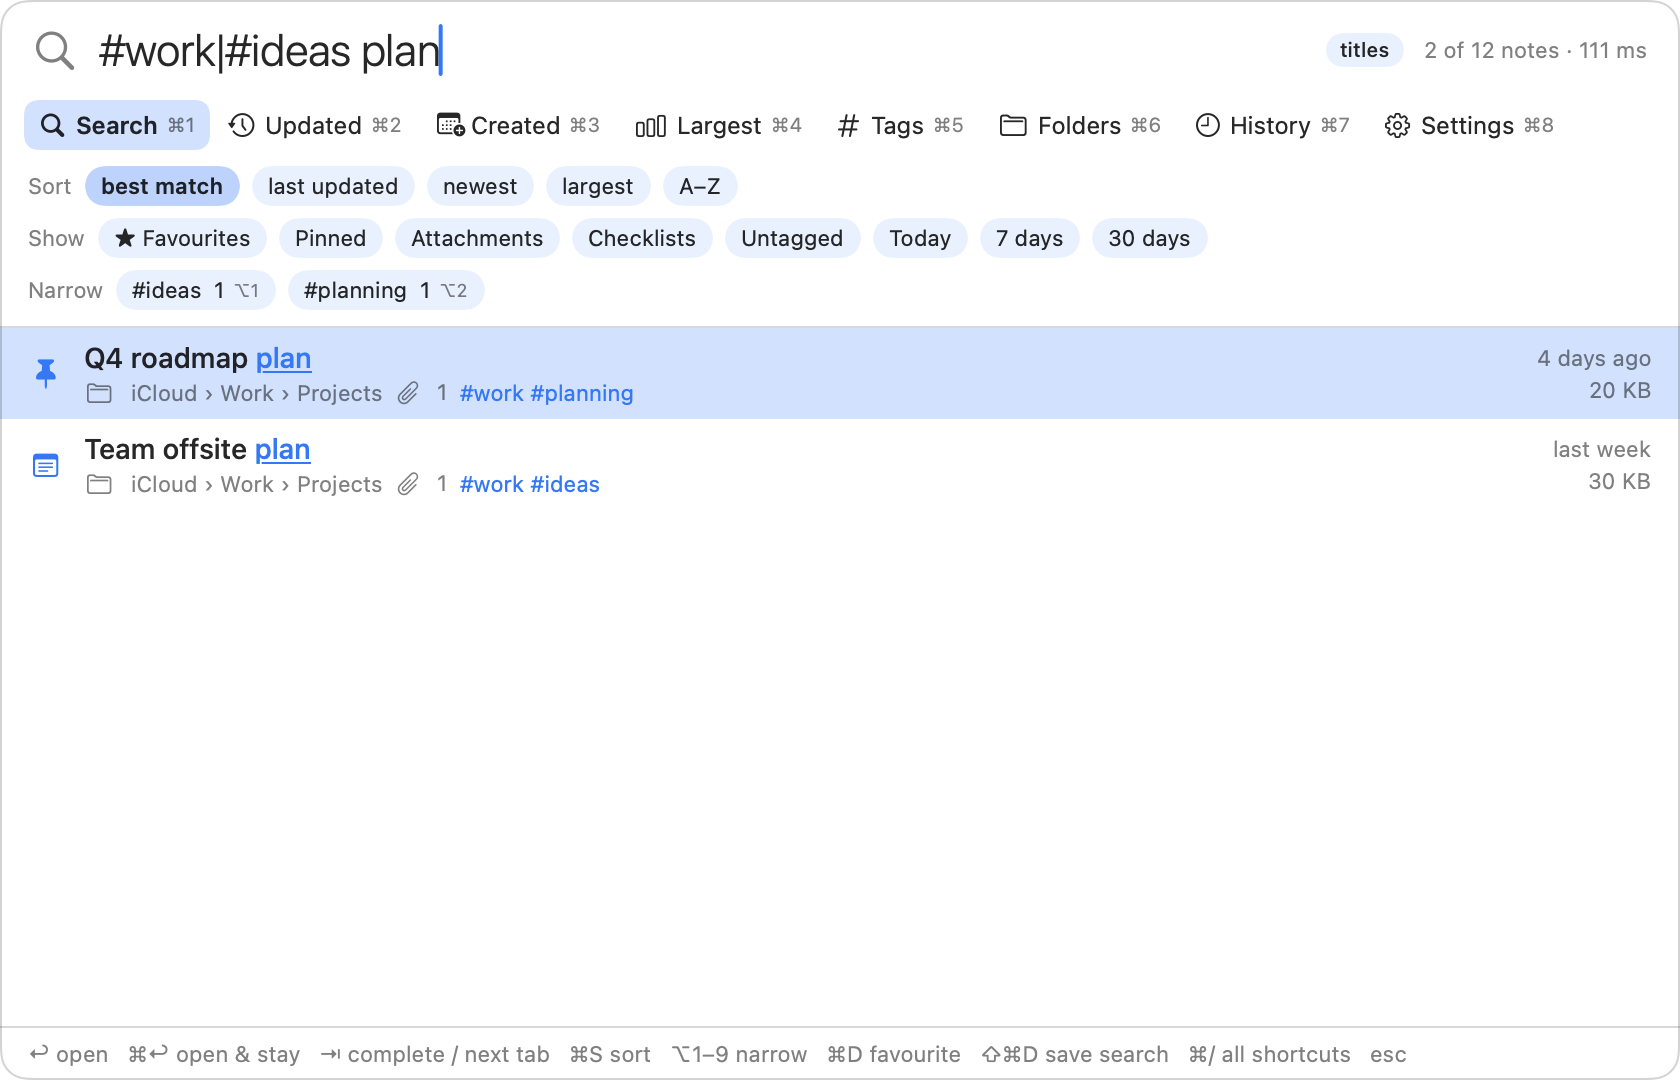 #work|#ideas plan titles 2 of 12 notes · 111 ms
Search ⌘1 Updated ⌘2 Created ⌘3 Largest ⌘4 # Tags ⌘5 Folders ⌘6 History ⌘7 Settings ⌘8
Sort best match last updated newest largest A–Z
Show ★ Favourites Pinned Attachments Checklists Untagged Today 7 days 30 days
Narrow #ideas 1 ⌥1 #planning 1 ⌥2
Q4 roadmap plan 4 days ago
iCloud › Work › Projects 1 #work #planning 20 KB
Team offsite plan last week
iCloud › Work › Projects 1 #work #ideas 30 KB
↩ open ⌘↩ open & stay ⇥ complete / next tab ⌘S sort ⌥1–9 narrow ⌘D favourite ⇧⌘D save search ⌘/ all shortcuts esc